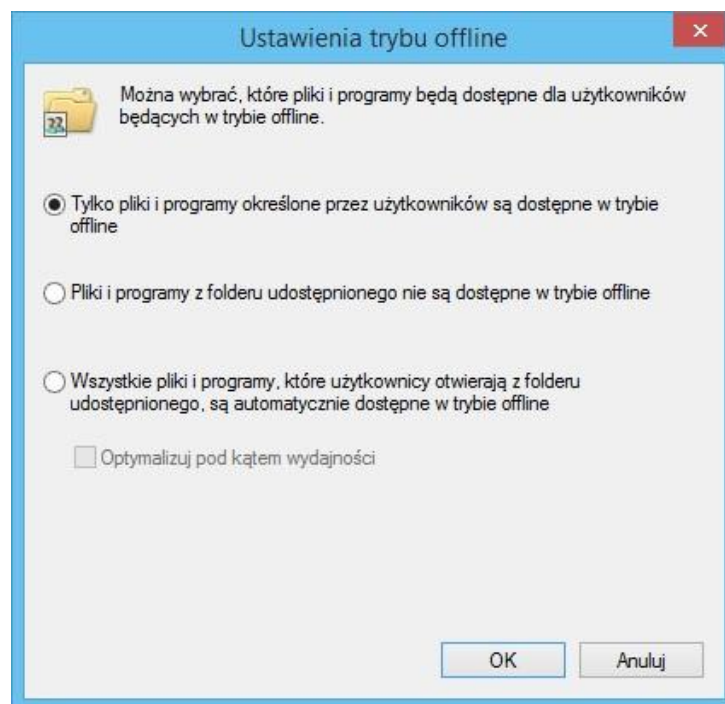 Ustawienia trybu offline
Można wybrać, które pliki i programy będą dostępne dla użytkowników
będących w trybie offline.
Tylko pliki i programy określone przez użytkowników są dostępne w trybie
offline
Pliki i programy z folderu udostępnionego nie są dostępne w trybie offline
Wszystkie pliki i programy, które użytkownicy otwierają z folderu
udostępnionego, są automatycznie dostępne w trybie offline
Optymalizuj pod kątem wydajności
OK
Anuluj